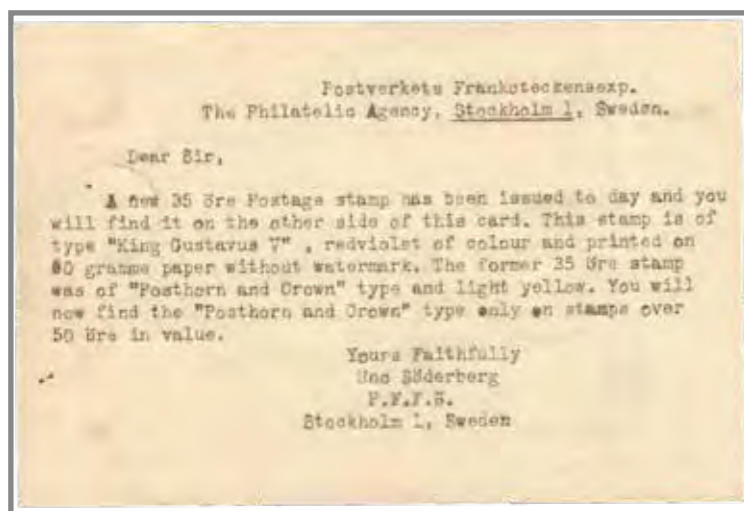 Postverkets Frankoteckensexp.
The Philatelic Agency, Stockholm 1, Sweden.
Dear Sir,
A new 35 öre Postage stamp has been issued to day and you
will find it on the other side of this card. This stamp is of
type "King Gustavus V" , redviolet of colour and printed on
80 gramme paper without watermark. The former 35 öre stamp
was of "Posthorn and Crown" type and light yellow. You will
now find the "Posthorn and Crown" type only on stamps over
50 öre in value.
Yours Faithfully
Söderberg
Stockholm 1, Sweden